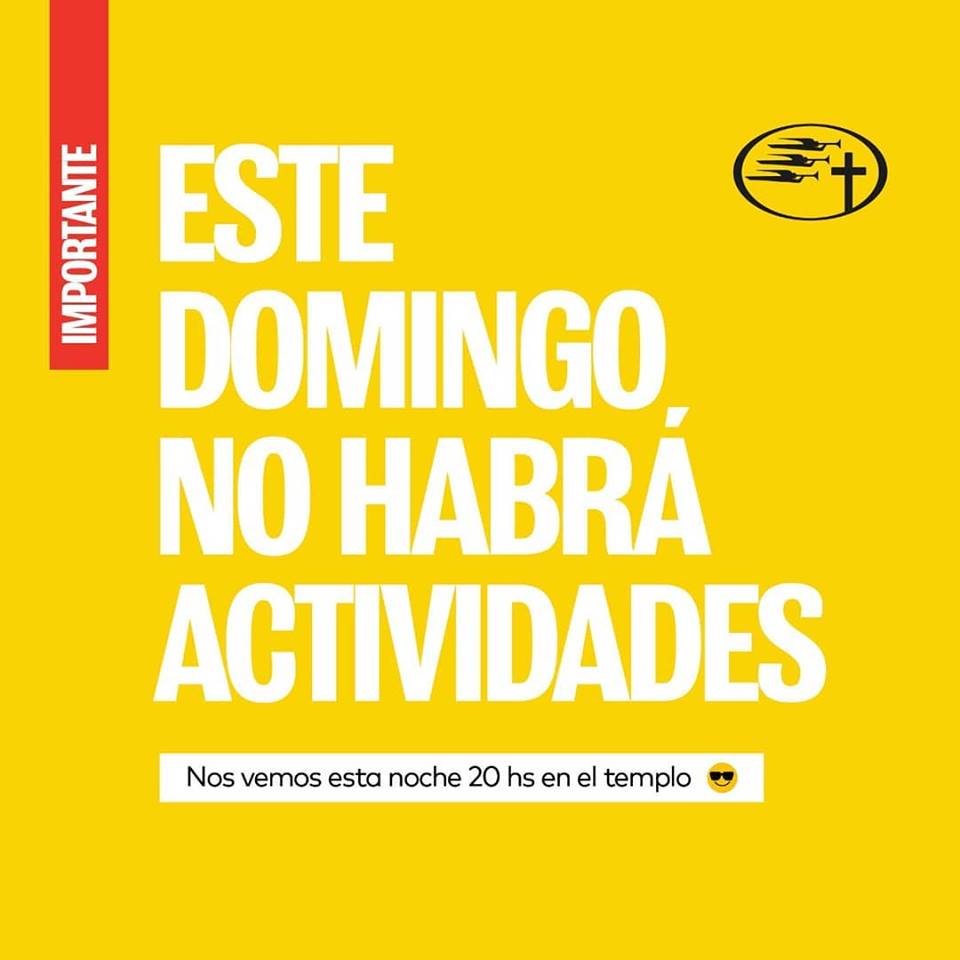 IMPORTANTE
ESTE
DOMINGO
NO HABRÁ
ACTIVIDADES
Nos vemos esta noche 20 hs en el templo 😎